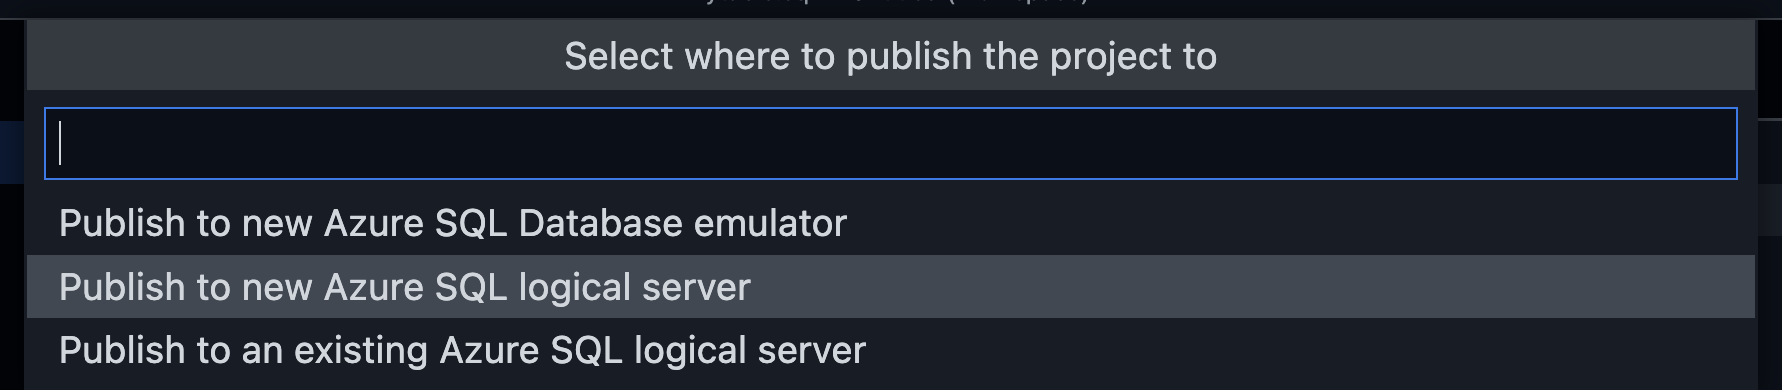 Select where to publish the project to
Publish to new Azure SQL Database emulator
Publish to new Azure SQL logical server
Publish to an existing Azure SQL logical server